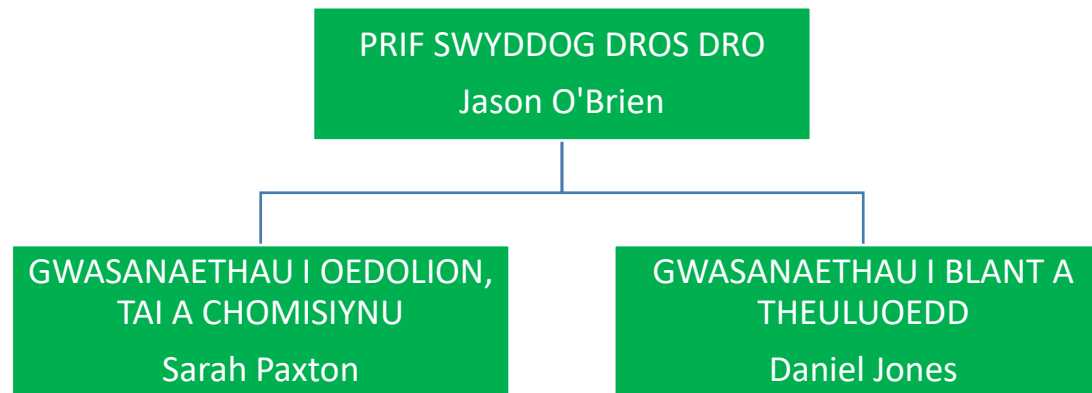 PRIF SWYDDOG DROS DRO
Jason O'Brien
GWASANAETHAU I OEDOLION,
TAI A CHOMISIYNU
Sarah Paxton
GWASANAETHAU I BLANT A
THEULUOEDD
Daniel Jones